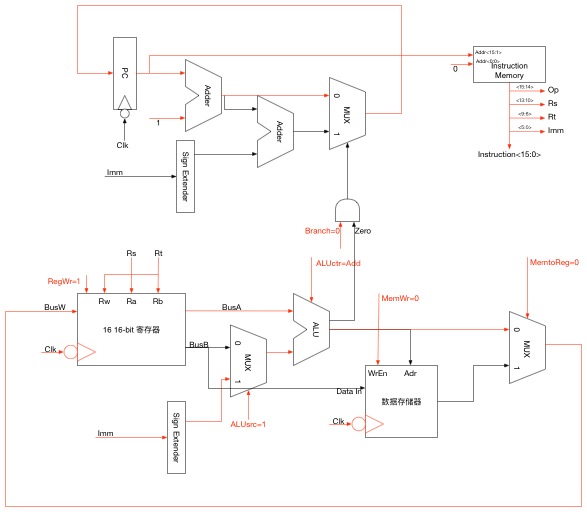 Addr<15:1>
Addr<0:0>
Instruction
Memory
0
<15:14>
Op
<13:10>
Rs
<9:6>
Rt
<5:0>
Imm
Instruction<15:0>
PC
Clk
Adder
1
Adder
0
MUX
1
Sign Extender
Imm
Branch=0
Zero
Rs
Rt
RegWr=1
ALUctr=Add
MemtoReg=0
MemWr=0
BusW
Rw
Ra
Rb
BusA
16 16-bit 寄存器
Clk
BusB
0
MUX
1
ALU
0
MUX
1
WrEn
Adr
Data In
数据存储器
Clk
ALUsrc=1
Sign Extender
Imm